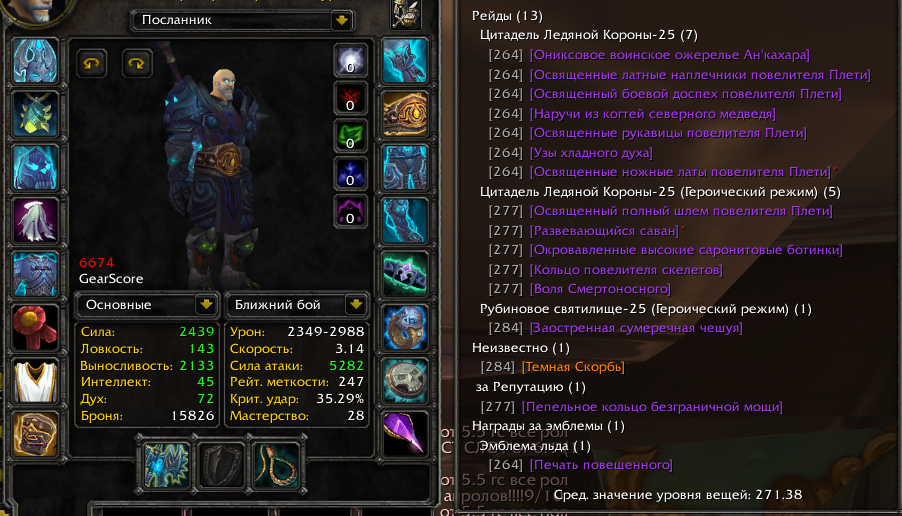 Посланник
0
0
0
0
0
6674
GearScore
Основные
Ближний бой
Сила: 2439
Ловкость: 143
Выносливость: 2133
Интеллект: 45
Дух: 72
Броня: 15826
Урон: 2349-2988
Скорость: 3.14
Сила атаки: 5282
Рейт. меткости: 247
Крит. удар: 35.29%
Мастерство: 28
Рейды (13)
Цитадель Ледяной Короны-25 (7)
[264] [Ониксовое воинское ожерелье Ан'кахара]
[264] [Освященные латные наплечники повелителя Плети]
[264] [Освященный боевой доспех повелителя Плети]
[264] [Наручи из когтей северного медведя]
[264] [Освященные рукавицы повелителя Плети]
[264] [Узы хладного духа]
[264] [Освященные ножные латы повелителя Плети]
Цитадель Ледяной Короны-25 (Героический режим) (5)
[277] [Освященный полный шлем повелителя Плети]
[277] [Развевающийся саван]
[277] [Окровавленные высокие саронитовые ботинки]
[277] [Кольцо повелителя скелетов]
[277] [Воля Смертоносного]
Рубиновое святилище-25 (Героический режим) (1)
[284] [Заостренная сумеречная чешуя]
Неизвестно (1)
[284] [Темная Скорбь]
за Репутацию (1)
[277] [Пепельное кольцо безграничной мощи]
Награды за эмблемы (1)
Эмблема льда (1)
[264] [Печать повешенного]
Сред. значение уровня вещей: 271.38
от 5.5 гс все рол
от 5.5 гс все рол